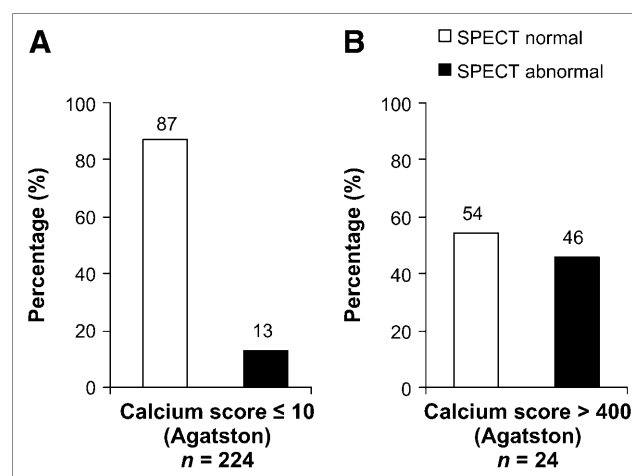 A
B
SPECT normal
SPECT abnormal
Percentage (%)
100
80
60
40
20
0
87
13
Calcium score ≤ 10
(Agatston)
n = 224
Percentage (%)
100
80
60
40
20
0
54
46
Calcium score > 400
(Agatston)
n = 24